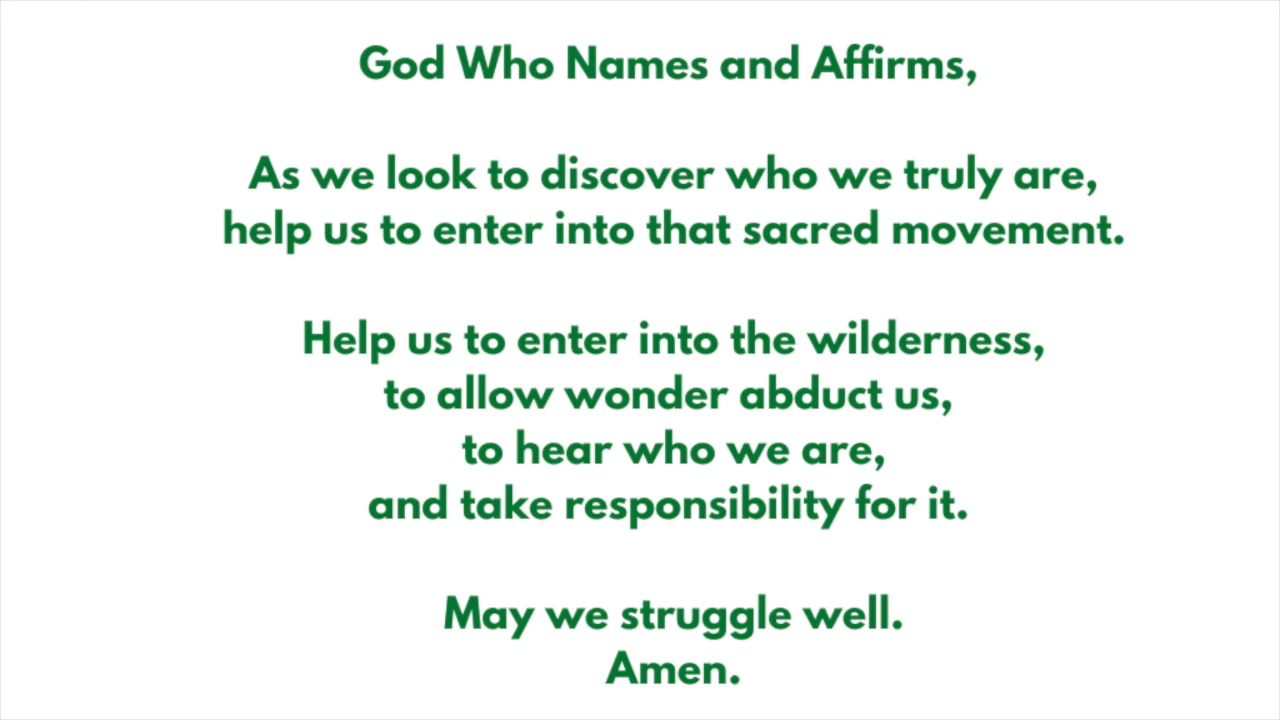 God Who Names and Affirms,
As we look to discover who we truly are,
help us to enter into that sacred movement.
Help us to enter into the wilderness,
to allow wonder abduct us,
to hear who we are,
and take responsibility for it.
May we struggle well.
Amen.